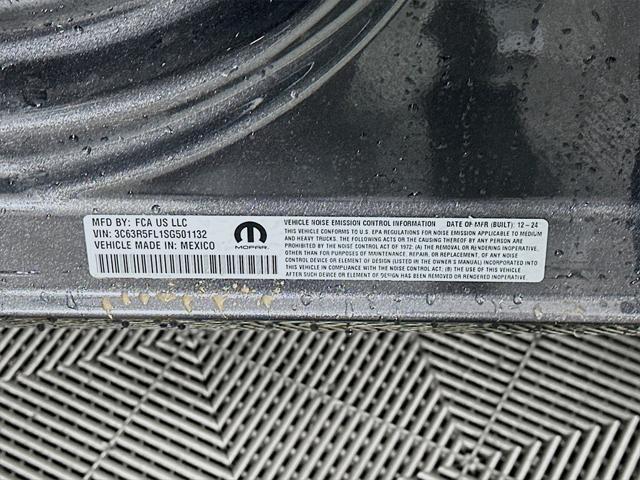 MFD BY: FCA US LLC
VIN: 3C63R5FL1SG501132
VEHICLE MADE IN: MEXICO
MOPAR
VEHICLE NOISE EMISSION CONTROL INFORMATION DATE OF MFR (BUILT): 12-24
THIS VEHICLE CONFORMS TO U.S. EPA REGULATIONS FOR NOISE EMISSION APPLICABLE TO MEDIUM
AND HEAVY TRUCKS. THE FOLLOWING ACTS OR THE CAUSING THEREOF BY ANY PERSON ARE
PROHIBITED BY THE NOISE CONTROL ACT OF 1972: (A) THE REMOVAL OR RENDERING INOPERATIVE,
OTHER THAN FOR PURPOSES OF MAINTENANCE, REPAIR, OR REPLACEMENT, OF ANY NOISE
CONTROL DEVICE OR ELEMENT OF DESIGN (LISTED IN THE OWNER'S MANUAL) INCORPORATED INTO
THIS VEHICLE IN COMPLIANCE WITH THE NOISE CONTROL ACT; (B) THE USE OF THIS VEHICLE
AFTER SUCH DEVICE OR ELEMENT OF DESIGN HAS BEEN REMOVED OR RENDERED INOPERATIVE.